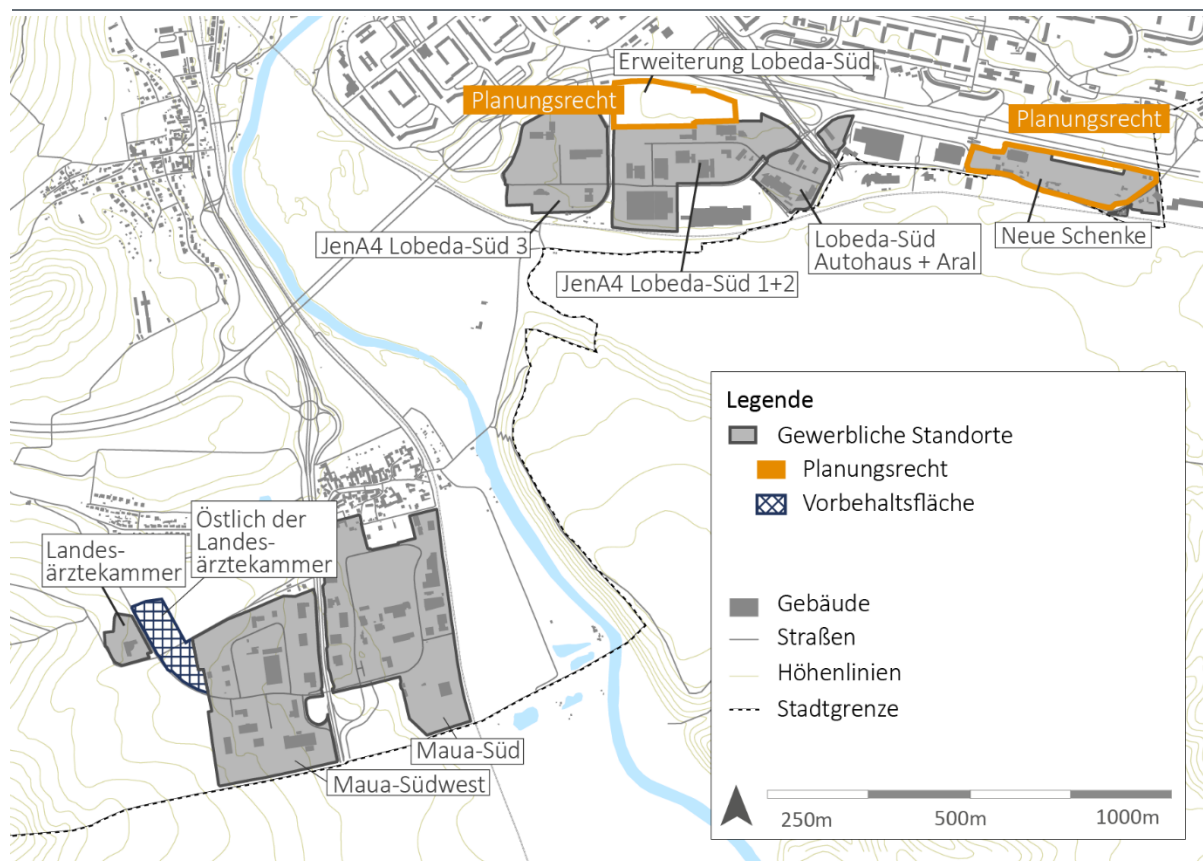 Erweiterung Lobeda-Süd
Planungsrecht
Planungsrecht
JenA4 Lobeda-Süd 3
JenA4 Lobeda-Süd 1+2
Lobeda-Süd
Autohaus + Aral
Neue Schenke
Östlich der
Landes-
ärztekammer
Landes-
ärztekammer
Maua-Süd
Maua-Südwest
Legende
Gewerbliche Standorte
Planungsrecht
Vorbehaltsfläche
Gebäude
Straßen
Höhenlinien
Stadtgrenze
250m 500m 1000m